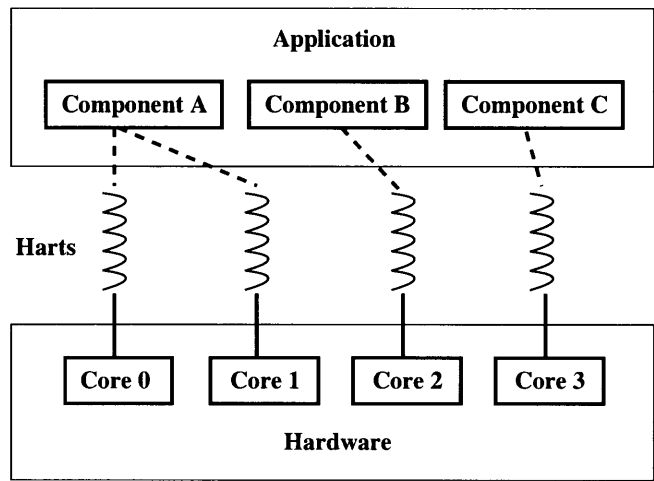 Application
Component A
Component B
Component C
Harts
Core 0
Core 1
Core 2
Core 3
Hardware